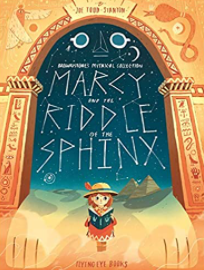 JOE TODD-STANTON
BROWNSTONE'S MYTHICAL COLLECTION
MARCY
AND THE
RIDDLE
OF THE
SPHINX
FLYING EYE BOOKS